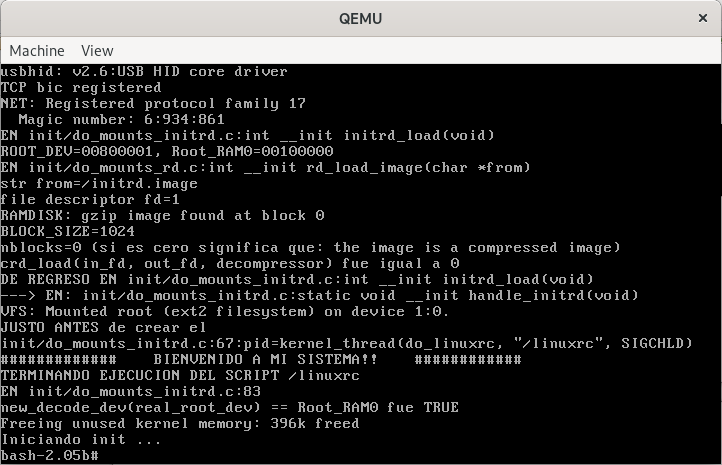 QEMU
Machine View
usbhid: v2.6:USB HID core driver
TCP bic registered
NET: Registered protocol family 17
  Magic number: 6:934:861
EN init/do_mounts_initrd.c:int __init initrd_load(void)
ROOT_DEV=00800001, Root_RAM0=00100000
EN init/do_mounts_rd.c:int __init rd_load_image(char *from)
str from=/initrd.image
file descriptor fd=1
RAMDISK: gzip image found at block 0
BLOCK_SIZE=1024
nblocks=0 (si es cero significa que: the image is a compressed image)
crd_load(in_fd, out_fd, decompressor) fue igual a 0
DE REGRESO EN init/do_mounts_initrd.c:int __init initrd_load(void)
---> EN: init/do_mounts_initrd.c:static void __init handle_initrd(void)
VFS: Mounted root (ext2 filesystem) on device 1:0.
JUSTO ANTES de crear el
init/do_mounts_initrd.c:67:pid=kernel_thread(do_linuxrc, "/linuxrc", SIGCHLD)
#############    BIENVENIDO A MI SISTEMA!!    ############
TERMINANDO EJECUCION DEL SCRIPT /linuxrc
EN init/do_mounts_initrd.c:83
new_decode_dev(real_root_dev) == Root_RAM0 fue TRUE
Freeing unused kernel memory: 396k freed
Iniciando init ...
bash-2.05b#